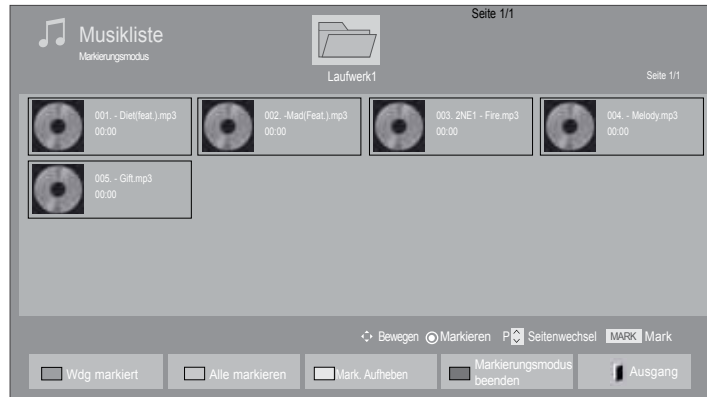 Seite 1/1
Musikliste
Markierungsmodus
Laufwerk1
Seite 1/1
001. - Diet(feat.).mp3
00:00
002. -Mad(Feat.).mp3
00:00
003. 2NE1 - Fire.mp3
00:00
004. - Melody.mp3
00:00
005. - Gift.mp3
00:00
Bewegen Markieren P Seitenwechsel MARK Mark
Wdg markiert
Alle markieren
Mark. Aufheben
Markierungsmodus
beenden
Ausgang